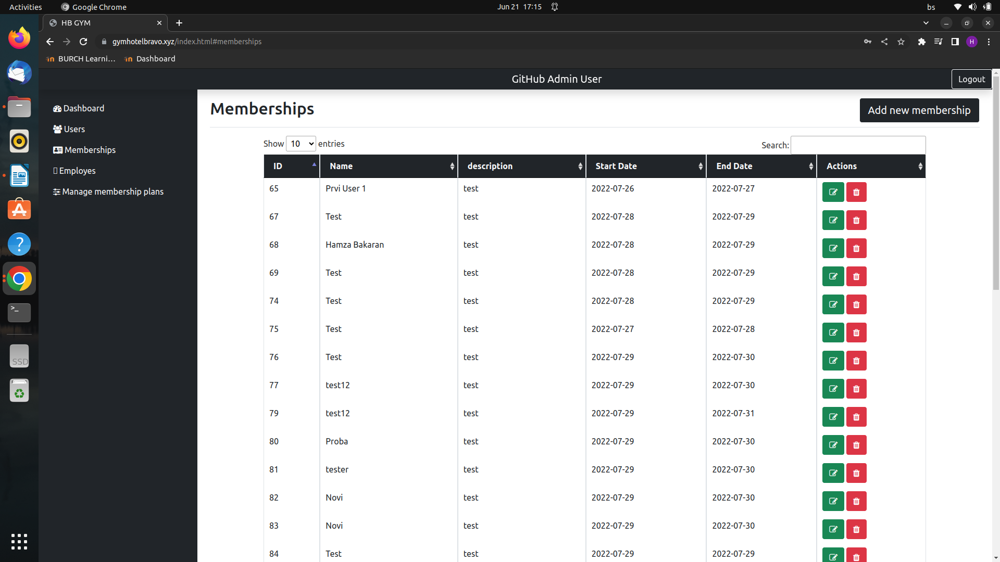 Activities Google Chrome Jun 21 17:15 bs
HB GYM
gymhotelbravo.xyz/index.html#memberships H
BURCH Learni... Dashboard
GitHub Admin User Logout
Dashboard
Users
Memberships
Employes
Manage membership plans
Memberships Add new membership
Show 10 entries Search:
ID Name description Start Date End Date Actions
65 Prvi User 1 test 2022-07-26 2022-07-27
67 Test test 2022-07-28 2022-07-29
68 Hamza Bakaran test 2022-07-28 2022-07-29
69 Test test 2022-07-28 2022-07-29
74 Test test 2022-07-28 2022-07-29
75 Test test 2022-07-27 2022-07-28
76 Test test 2022-07-29 2022-07-30
77 test12 test 2022-07-29 2022-07-30
79 test12 test 2022-07-29 2022-07-31
80 Proba test 2022-07-29 2022-07-30
81 tester test 2022-07-29 2022-07-30
82 Novi test 2022-07-29 2022-07-30
83 Novi test 2022-07-29 2022-07-30
84 Test test 2022-07-29 2022-07-29
>_
SSD